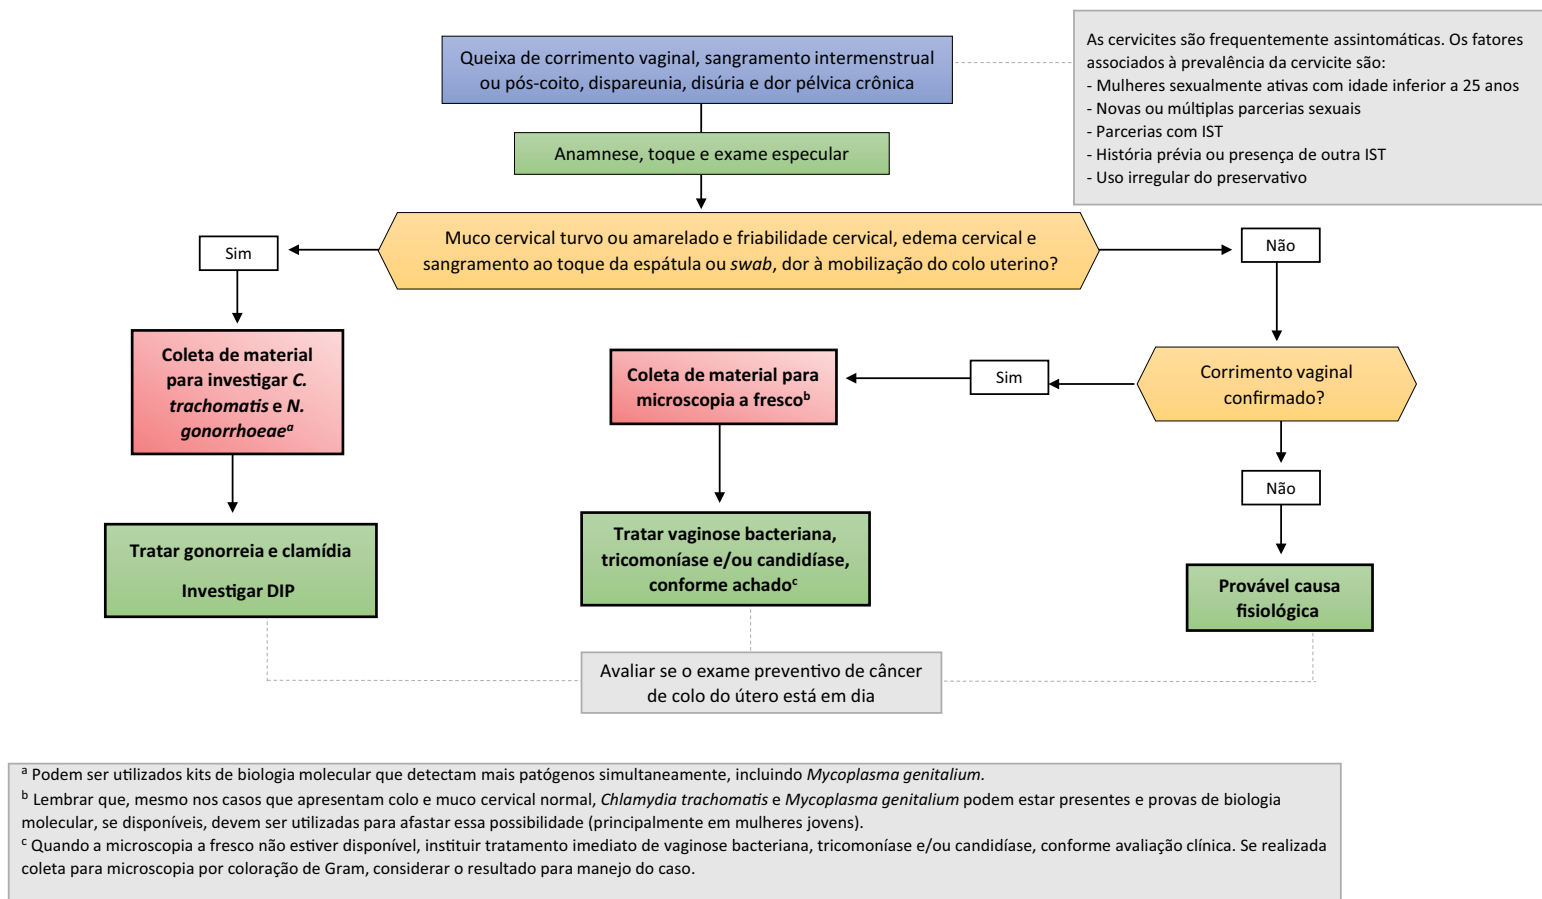 Queixa de corrimento vaginal, sangramento intermenstrual
ou pós-coito, dispareunia, disúria e dor pélvica crônica
As cervicites são frequentemente assintomáticas. Os fatores
associados à prevalência da cervicite são:
- Mulheres sexualmente ativas com idade inferior a 25 anos
- Novas ou múltiplas parcerias sexuais
- Parcerias com IST
- História prévia ou presença de outra IST
- Uso irregular do preservativo
Anamnese, toque e exame especular
Muco cervical turvo ou amarelado e friabilidade cervical, edema cervical e
sangramento ao toque da espátula ou swab, dor à mobilização do colo uterino?
Sim
Não
Coleta de material
para investigar C.
trachomatis e N.
gonorrhoeae^a
Coleta de material para
microscopia a fresco^b
Sim
Corrimento vaginal
confirmado?
Não
Tratar gonorreia e clamídia
Investigar DIP
Tratar vaginose bacteriana,
tricomoníase e/ou candidíase,
conforme achado^c
Provável causa
fisiológica
Avaliar se o exame preventivo de câncer
de colo do útero está em dia
^a Podem ser utilizados kits de biologia molecular que detectam mais patógenos simultaneamente, incluindo Mycoplasma genitalium.
^b Lembrar que, mesmo nos casos que apresentam colo e muco cervical normal, Chlamydia trachomatis e Mycoplasma genitalium podem estar presentes e provas de biologia
molecular, se disponíveis, devem ser utilizadas para afastar essa possibilidade (principalmente em mulheres jovens).
^c Quando a microscopia a fresco não estiver disponível, instituir tratamento imediato de vaginose bacteriana, tricomoníase e/ou candidíase, conforme avaliação clínica. Se realizada
coleta para microscopia por coloração de Gram, considerar o resultado para manejo do caso.